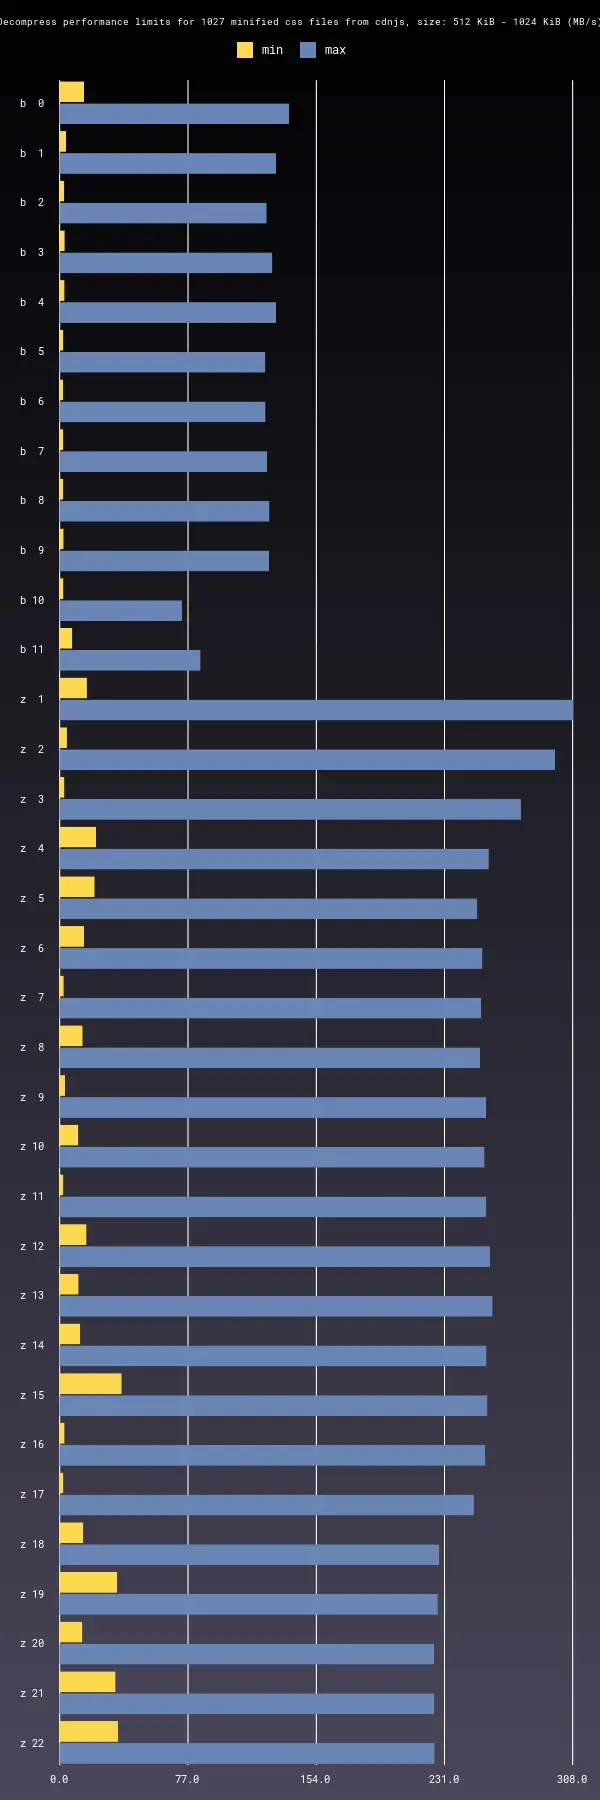 Decompress performance limits for 1027 minified css files from cdnjs, size: 512 KiB - 1024 KiB (MB/s)
min max
b 0
b 1
b 2
b 3
b 4
b 5
b 6
b 7
b 8
b 9
b 10
b 11
z 1
z 2
z 3
z 4
z 5
z 6
z 7
z 8
z 9
z 10
z 11
z 12
z 13
z 14
z 15
z 16
z 17
z 18
z 19
z 20
z 21
z 22
0.0 77.0 154.0 231.0 308.0